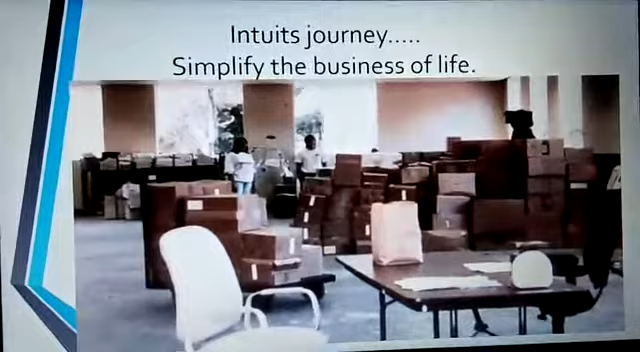 Intuits journey.....
Simplify the business of life.